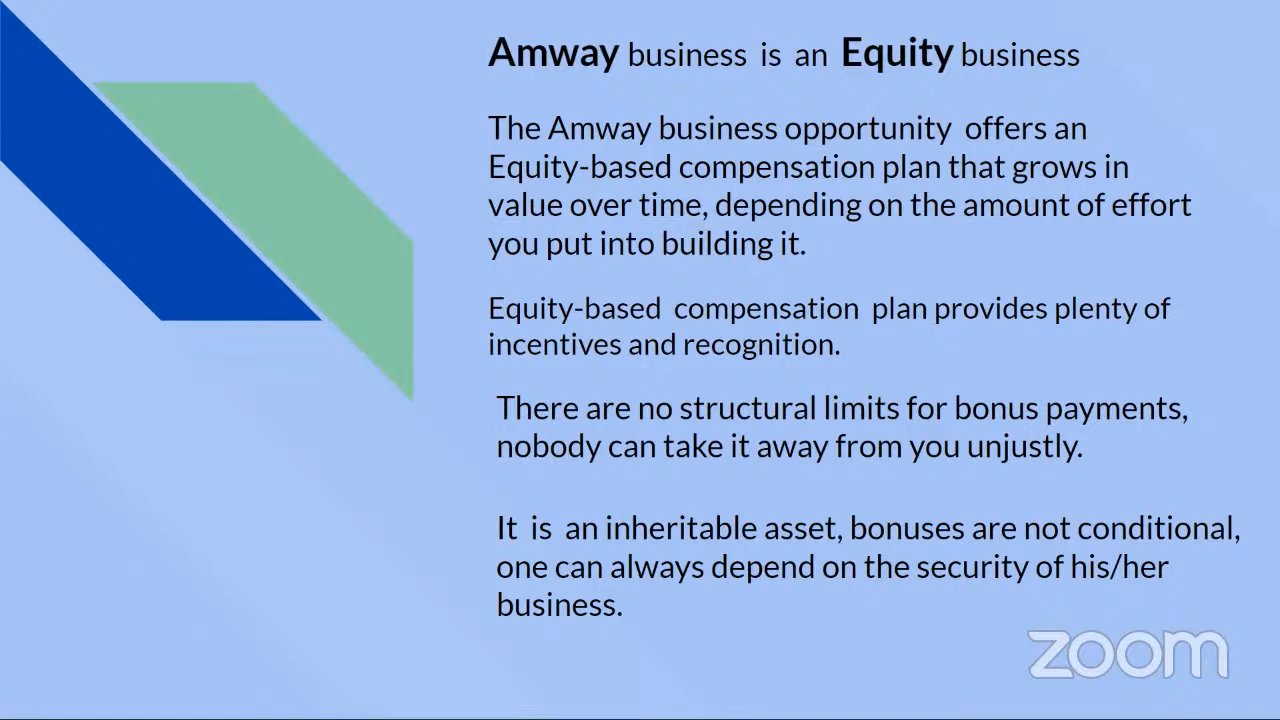 Amway business is an Equity business
The Amway business opportunity offers an
Equity-based compensation plan that grows in
value over time, depending on the amount of effort
you put into building it.
Equity-based compensation plan provides plenty of
incentives and recognition.
There are no structural limits for bonus payments,
nobody can take it away from you unjustly.
It is an inheritable asset, bonuses are not conditional,
one can always depend on the security of his/her
business.
zoom